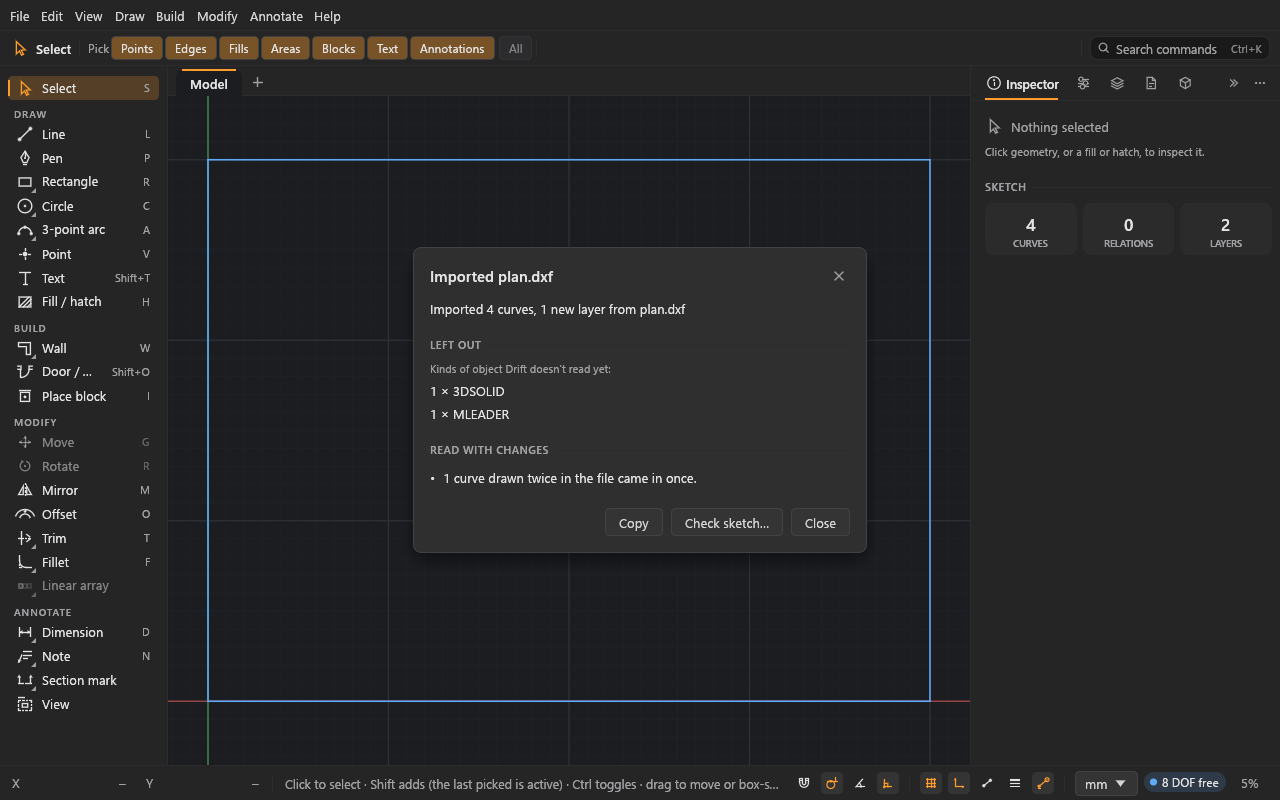 File Edit View Draw Build Modify Annotate Help
Select Pick Points Edges Fills Areas Blocks Text Annotations All Search commands Ctrl+K
Select S
DRAW
Line L
Pen P
Rectangle R
Circle C
3-point arc A
Point V
Text Shift+T
Fill / hatch H
BUILD
Wall W
Door / ... Shift+O
Place block I
MODIFY
Move G
Rotate R
Mirror M
Offset O
Trim T
Fillet F
Linear array
ANNOTATE
Dimension D
Note N
Section mark
View
Model +
Imported plan.dxf
Imported 4 curves, 1 new layer from plan.dxf
LEFT OUT
Kinds of object Drift doesn't read yet:
1 × 3DSOLID
1 × MLEADER
READ WITH CHANGES
• 1 curve drawn twice in the file came in once.
Copy Check sketch... Close
Inspector
Nothing selected
Click geometry, or a fill or hatch, to inspect it.
SKETCH
4 0 2
CURVES RELATIONS LAYERS
X – Y – Click to select · Shift adds (the last picked is active) · Ctrl toggles · drag to move or box-s... mm 8 DOF free 5%